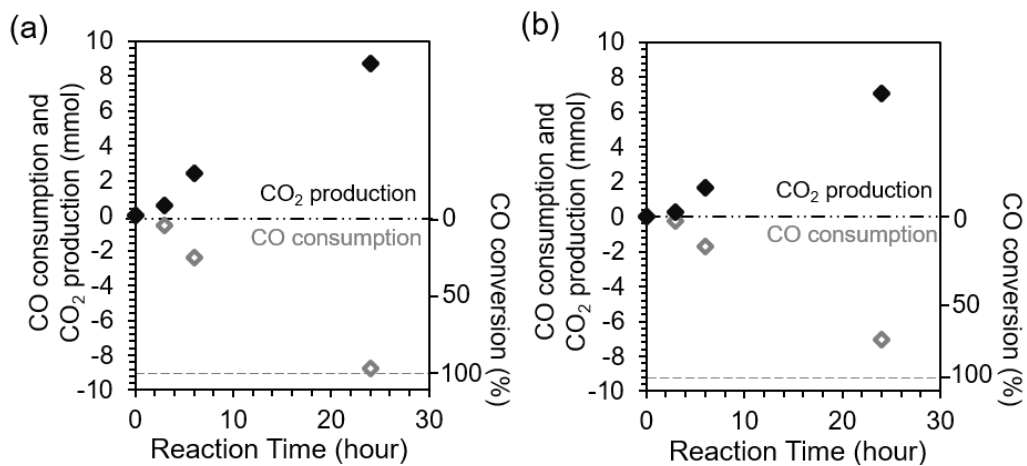 (a)
CO consumption and
CO₂ production (mmol)
10
8
6
4
2
0
-2
-4
-6
-8
-10
CO₂ production
CO consumption
0
50
100
CO conversion (%)
0 10 20 30
Reaction Time (hour)
(b)
CO consumption and
CO₂ production (mmol)
10
8
6
4
2
0
-2
-4
-6
-8
-10
CO₂ production
CO consumption
0
50
100
CO conversion (%)
0 10 20 30
Reaction Time (hour)